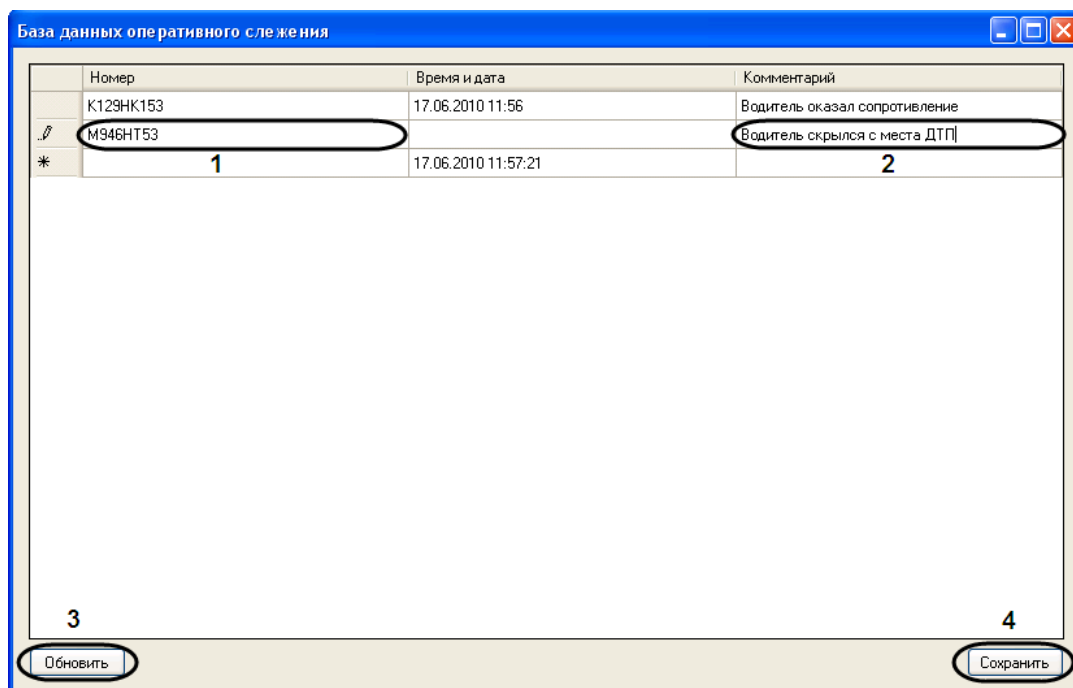 База данных оперативного слежения
Номер Время и дата Комментарий
К129НК153 17.06.2010 11:56 Водитель оказал сопротивление
М946НТ53 Водитель скрылся с места ДТП
* 1 17.06.2010 11:57:21 2
3 4
Обновить Сохранить